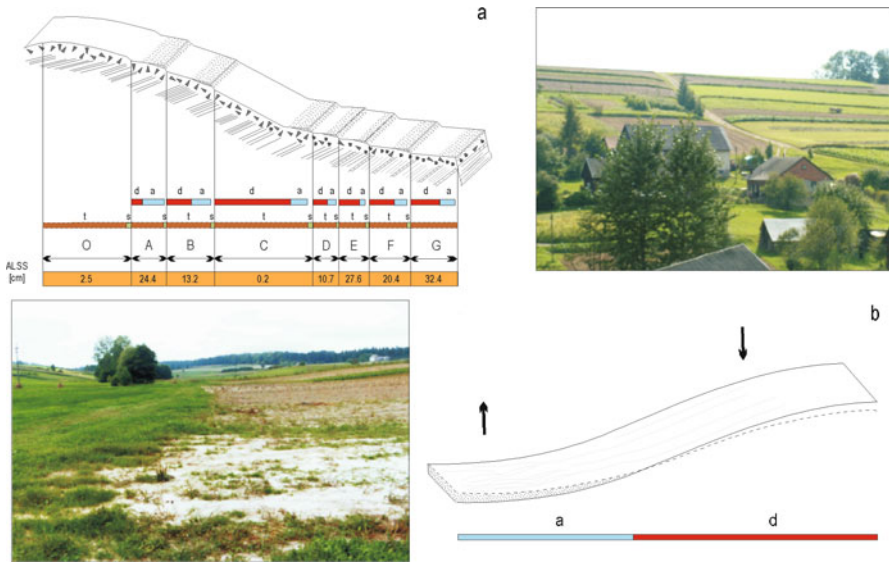 a
d a d a d a d a d a d a d a
t s t s t s t s t s t s t s t
O A B C D E F G
ALSS
[cm]
2.5 24.4 13.2 0.2 10.7 27.6 20.4 32.4
b
a d